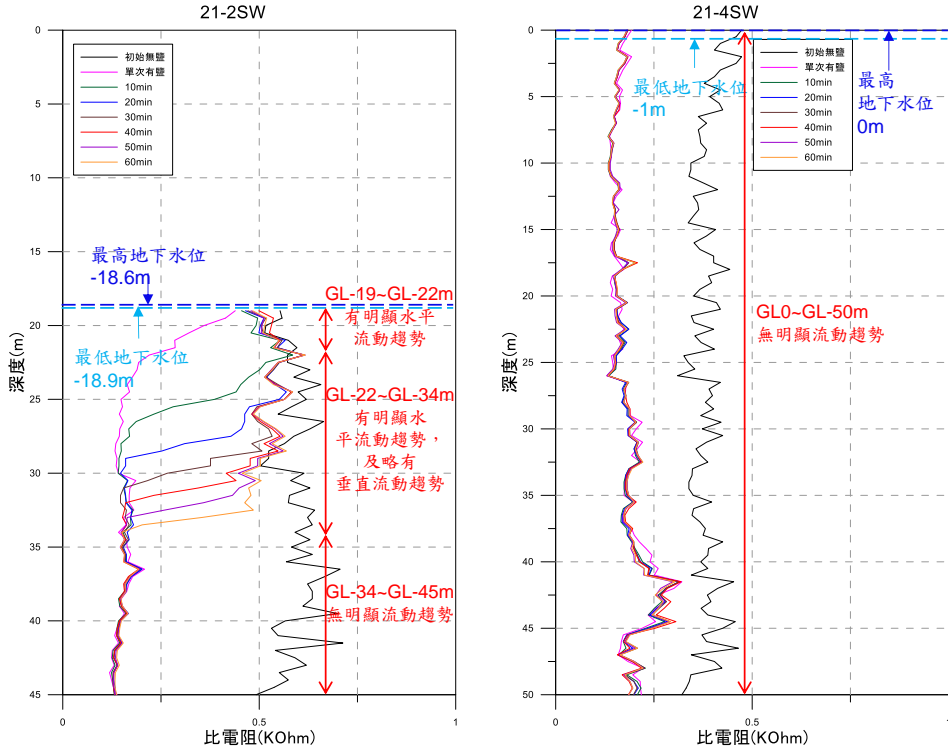 21-2SW
0
5
10
15
20
25
30
35
40
45
深度(m)
初始無鹽
單次有鹽
10min
20min
30min
40min
50min
60min
最高地下水位
-18.6m
最低地下水位
-18.9m
GL-19~GL-22m
有明顯水平
流動趨勢
GL-22~GL-34m
有明顯水
平流動趨勢，
及略有
垂直流動趨勢
GL-34~GL-45m
無明顯流動趨勢
0
0.5
1
比電阻(KOhm)
21-4SW
0
5
10
15
20
25
30
35
40
45
50
深度(m)
初始無鹽
單次有鹽
10min
20min
30min
40min
50min
60min
最低地下水位
-1m
最高
地下水位
0m
GL0~GL-50m
無明顯流動趨勢
0
0.5
比電阻(KOhm)